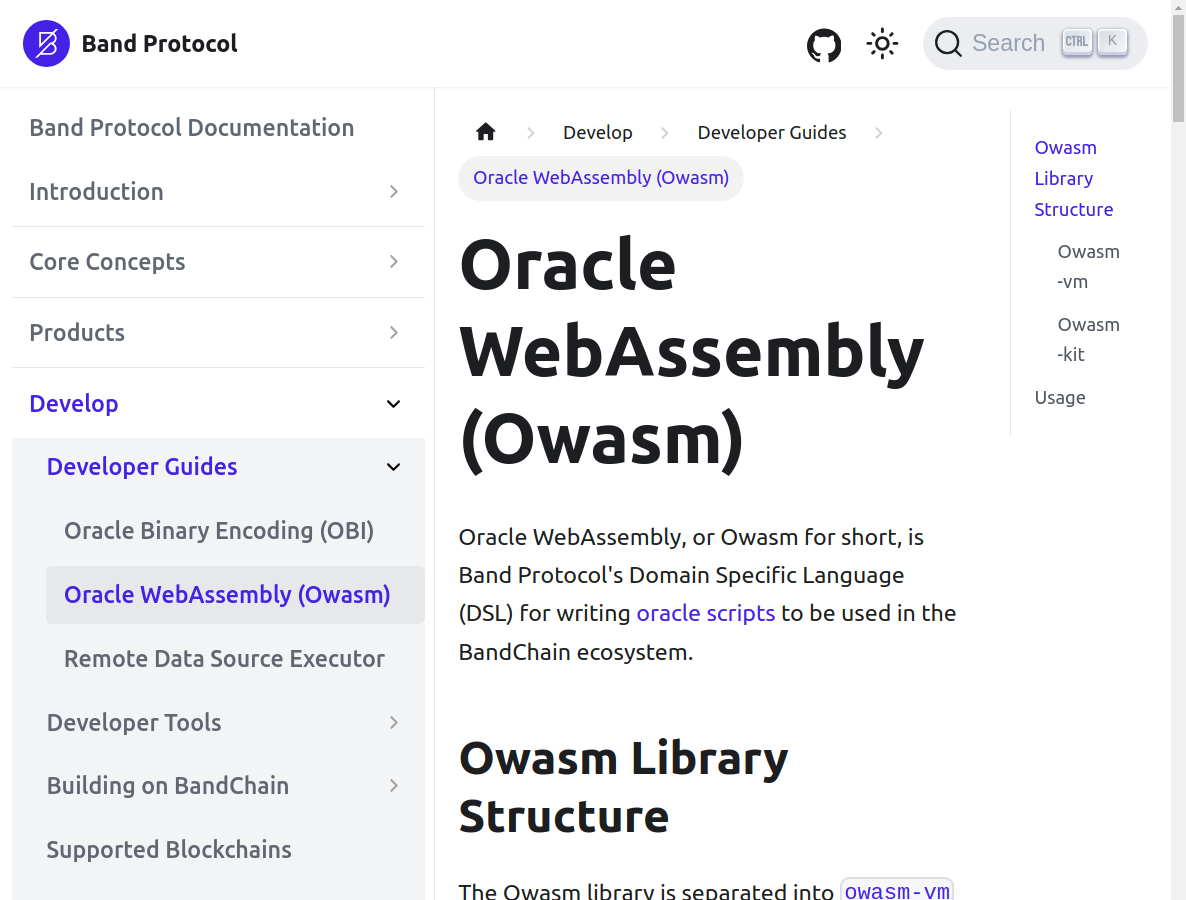 Band Protocol
Search CTRL K
Band Protocol Documentation
Introduction
Core Concepts
Products
Develop
Developer Guides
Oracle Binary Encoding (OBI)
Oracle WebAssembly (Owasm)
Remote Data Source Executor
Developer Tools
Building on BandChain
Supported Blockchains
Develop
Developer Guides
Oracle WebAssembly (Owasm)
Oracle
WebAssembly
(Owasm)
Oracle WebAssembly, or Owasm for short, is
Band Protocol's Domain Specific Language
(DSL) for writing oracle scripts to be used in the
BandChain ecosystem.
Owasm Library
Structure
The Owasm library is separated into owasm-vm
Owasm
Library
Structure
Owasm
-vm
Owasm
-kit
Usage